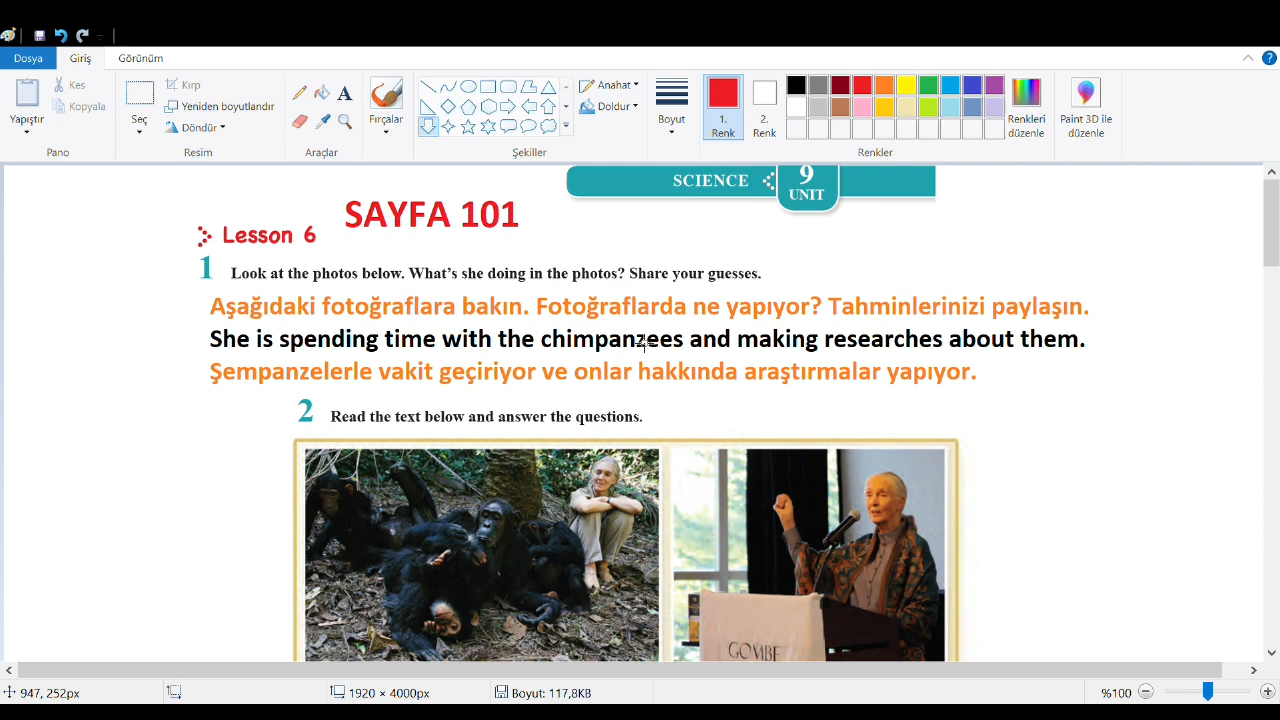 Dosya Giriş Görünüm
Yapıştır
Kes
Kopyala
Pano
Seç
Kırp
Yeniden boyutlandır
Döndür
Resim
Araçlar
Fırçalar
Anahat
Doldur
Şekiller
Boyut
1.
Renk
2.
Renk
Renkleri
düzenle
Paint 3D ile
düzenle
Renkler
SCIENCE
9
UNIT
SAYFA 101
Lesson 6
1 Look at the photos below. What's she doing in the photos? Share your guesses.
Aşağıdaki fotoğraflara bakın. Fotoğraflarda ne yapıyor? Tahminlerinizi paylaşın.
She is spending time with the chimpanzees and making researches about them.
Şempanzelerle vakit geçiriyor ve onlar hakkında araştırmalar yapıyor.
2 Read the text below and answer the questions.
GOMBE
947, 252px
1920 × 4000px
Boyut: 117,8KB
%100